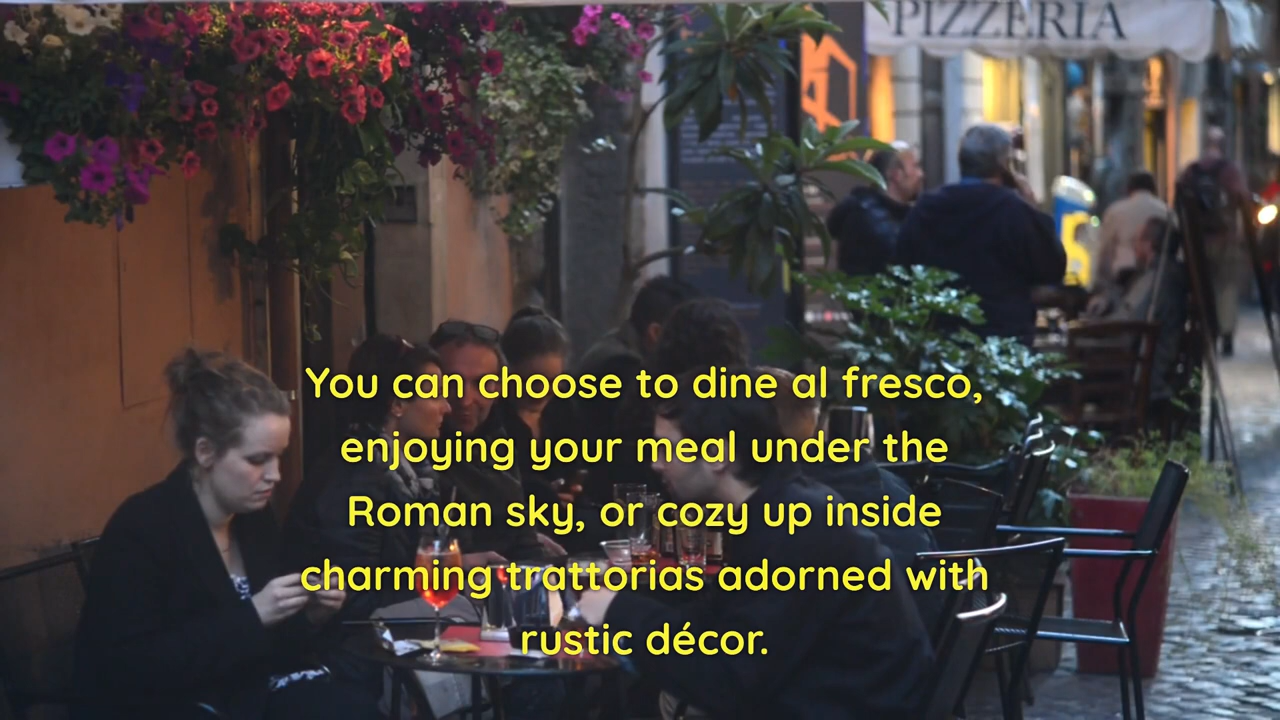 PIZZERIA
You can choose to dine al fresco,
enjoying your meal under the
Roman sky, or cozy up inside
charming trattorias adorned with
rustic décor.